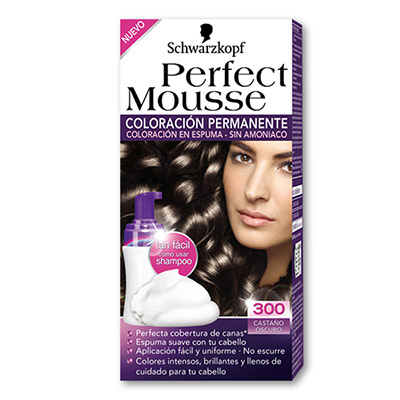 NUEVO
Schwarzkopf
Perfect
Mousse
COLORACIÓN PERMANENTE
COLORACIÓN EN ESPUMA - SIN AMONIACO
tan fácil
como usar
shampoo
300
CASTAÑO
OSCURO
• Perfecta cobertura de canas*
• Espuma suave con tu cabello
• Aplicación fácil y uniforme - No escurre
• Colores intensos, brillantes y llenos de
cuidado para tu cabello